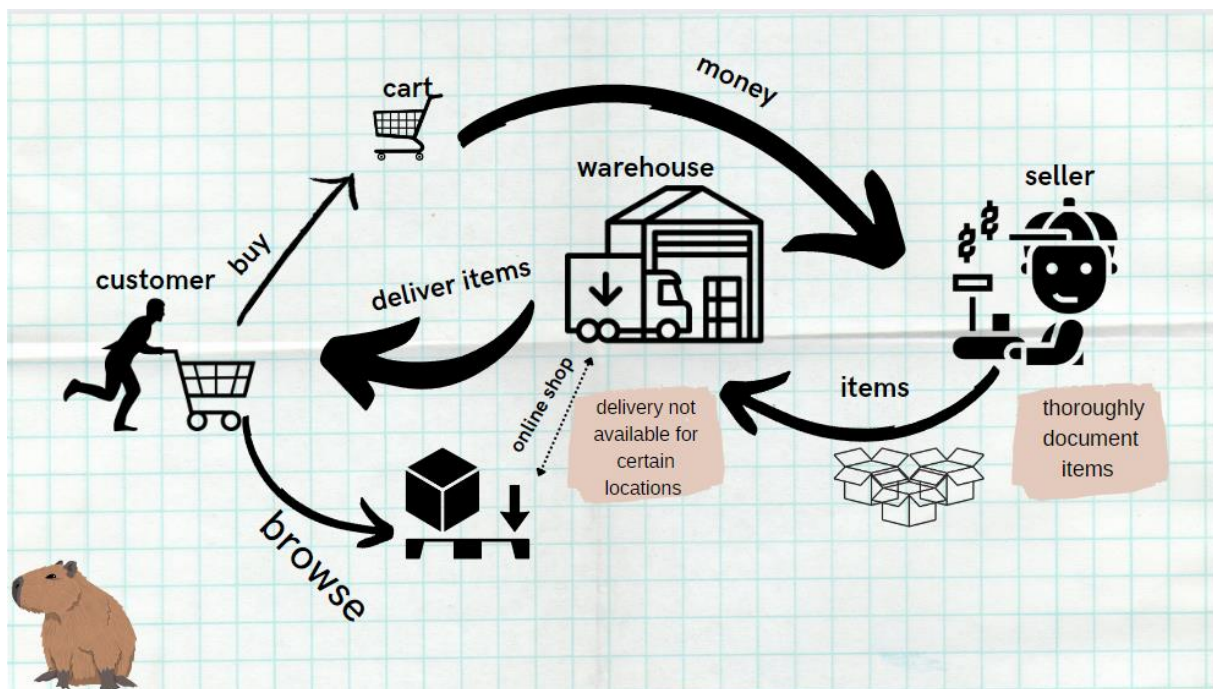 cart
money
warehouse
seller
buy
customer
deliver items
online shop
items
delivery not
available for
certain
locations
thoroughly
document
items
browse